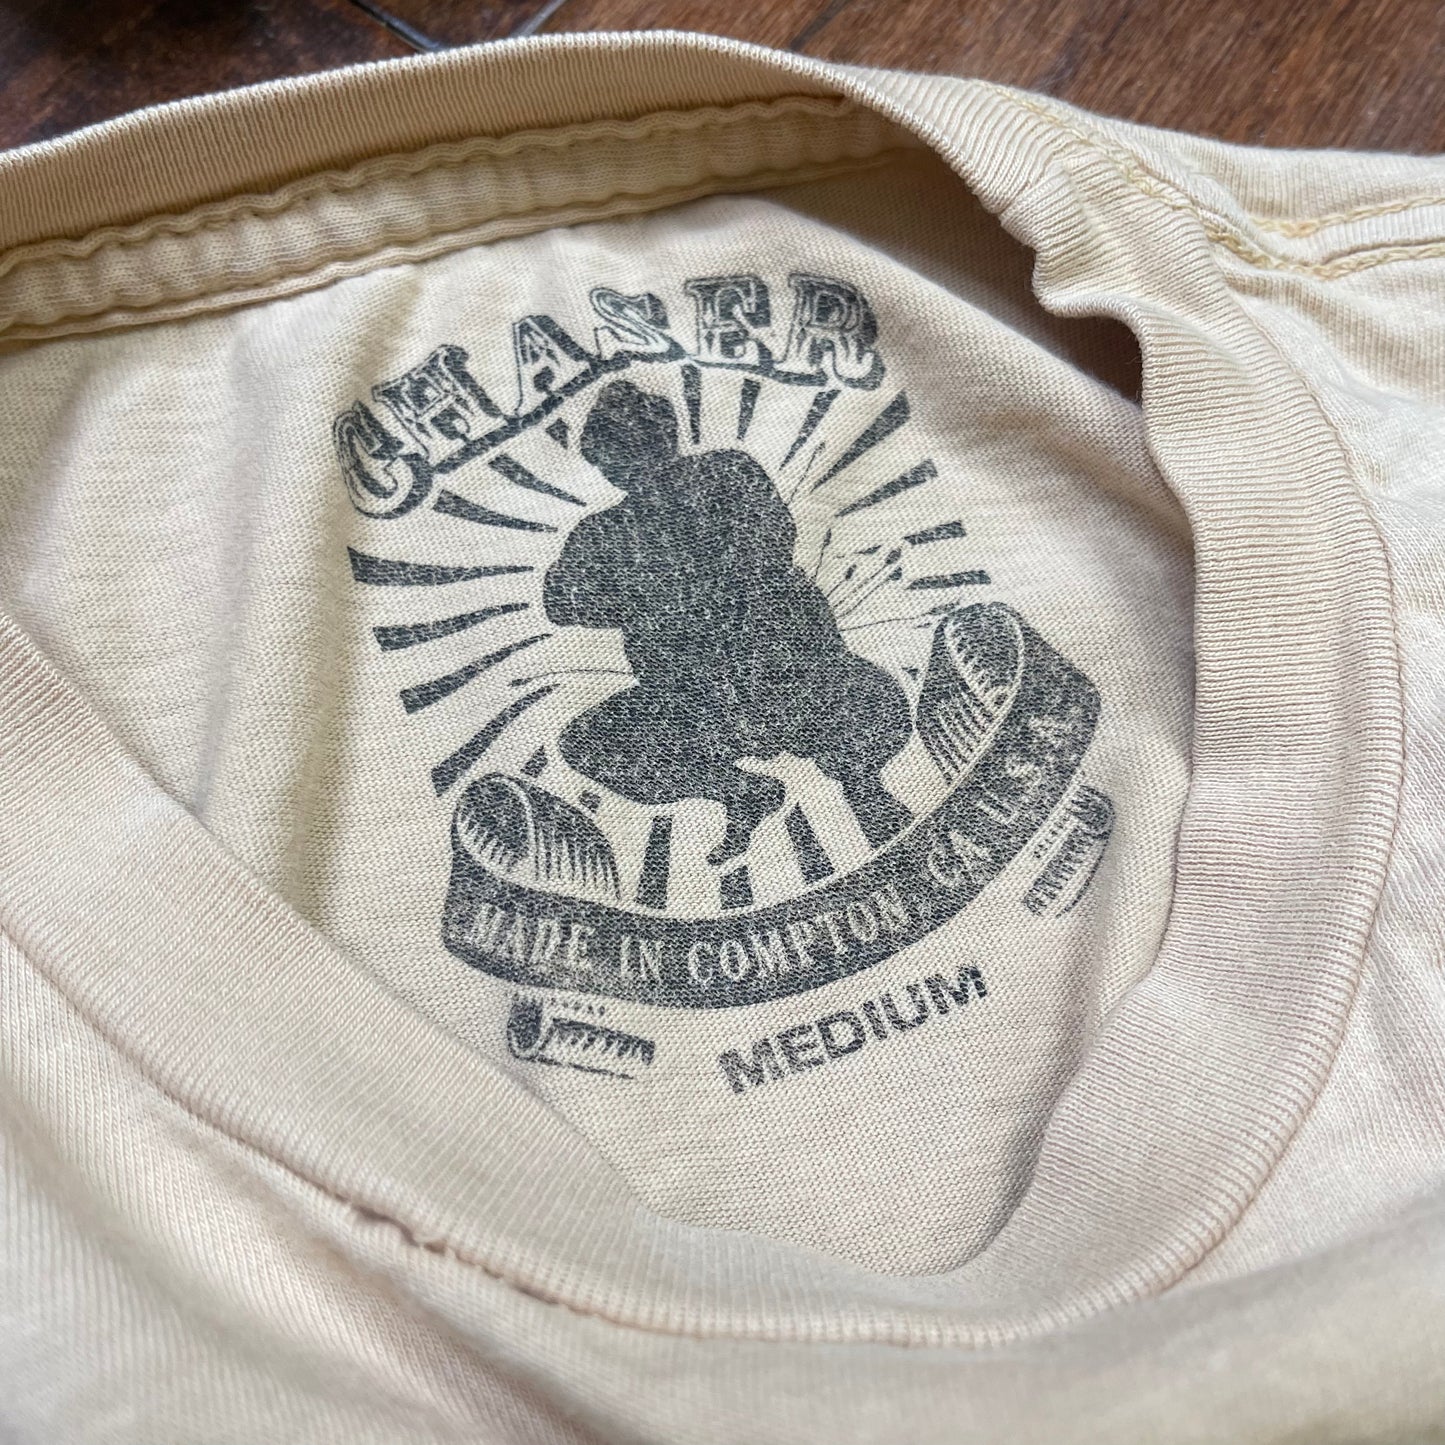 CHASER
MADE IN COMPTON, CA U.S.A.
MEDIUM